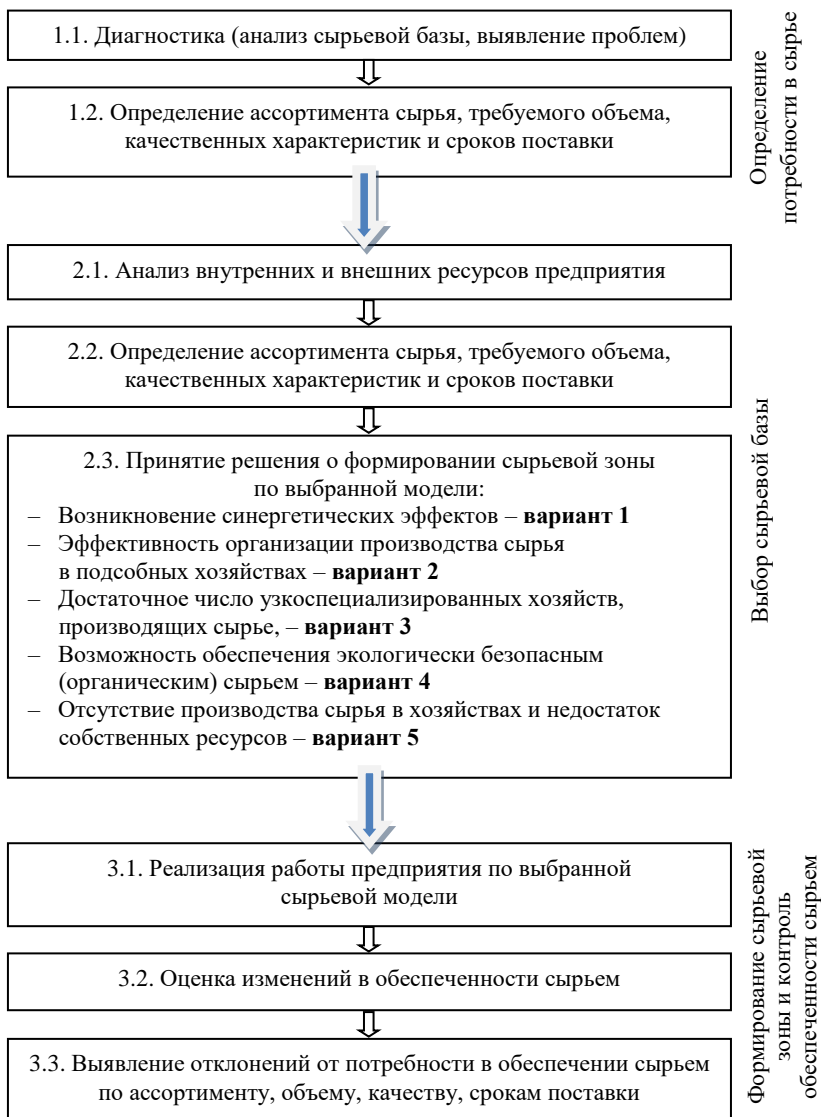 1.1. Диагностика (анализ сырьевой базы, выявление проблем)
1.2. Определение ассортимента сырья, требуемого объема,
качественных характеристик и сроков поставки
Определение
потребности в сырье
2.1. Анализ внутренних и внешних ресурсов предприятия
2.2. Определение ассортимента сырья, требуемого объема,
качественных характеристик и сроков поставки
2.3. Принятие решения о формировании сырьевой зоны
по выбранной модели:
– Возникновение синергетических эффектов – вариант 1
– Эффективность организации производства сырья
в подсобных хозяйствах – вариант 2
– Достаточное число узкоспециализированных хозяйств,
производящих сырье, – вариант 3
– Возможность обеспечения экологически безопасным
(органическим) сырьем – вариант 4
– Отсутствие производства сырья в хозяйствах и недостаток
собственных ресурсов – вариант 5
Выбор сырьевой базы
3.1. Реализация работы предприятия по выбранной
сырьевой модели
3.2. Оценка изменений в обеспеченности сырьем
3.3. Выявление отклонений от потребности в обеспечении сырьем
по ассортименту, объему, качеству, срокам поставки
Формирование сырьевой
зоны и контроль
обеспеченности сырьем